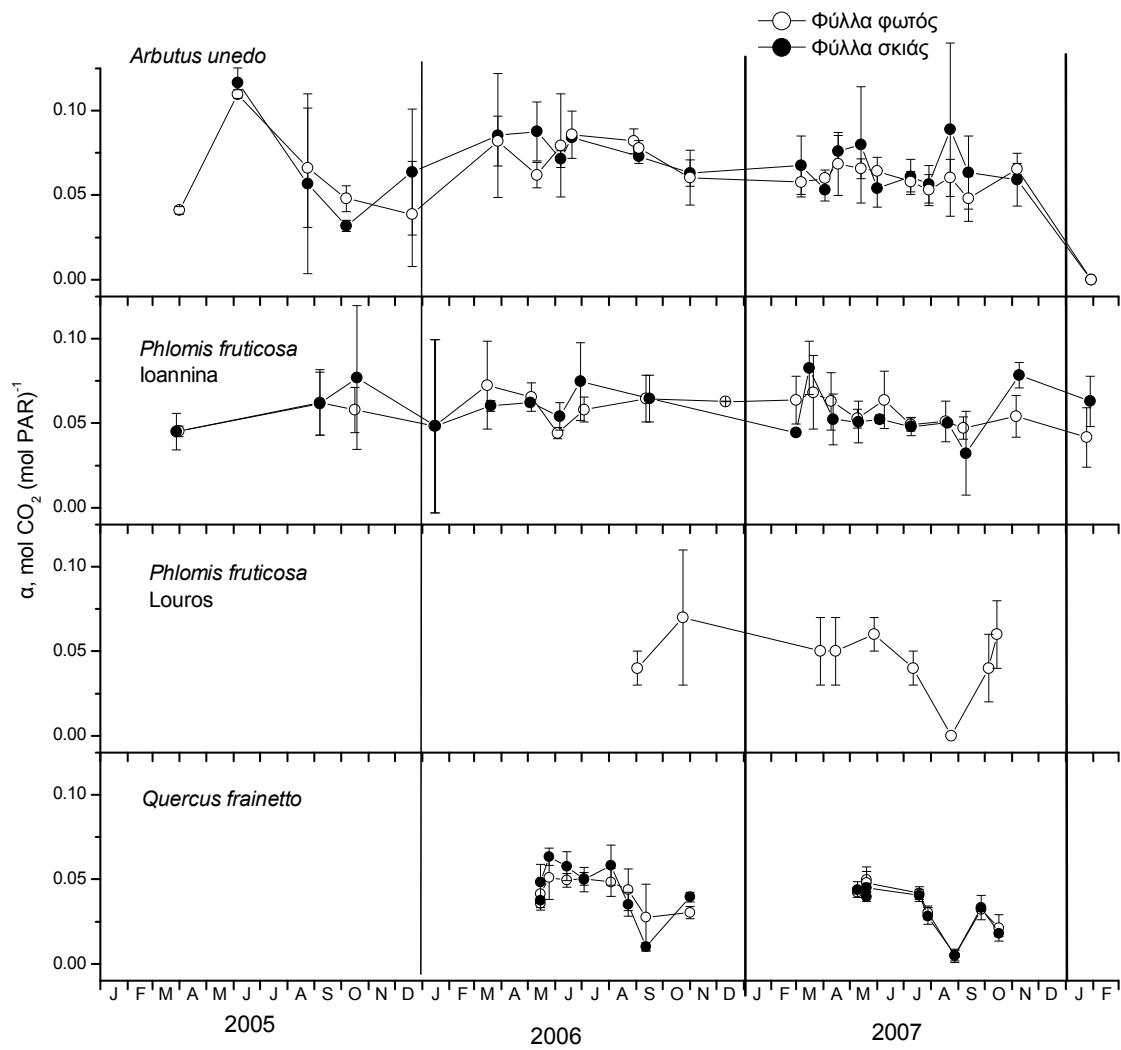 Φύλλα φωτός
Φύλλα σκιάς
Arbutus unedo
0.10
0.05
0.00
Phlomis fruticosa
Ioannina
0.10
0.05
0.00
α, mol CO₂ (mol PAR)⁻¹
Phlomis fruticosa
Louros
0.10
0.05
0.00
Quercus frainetto
0.10
0.05
0.00
J F M A M J J A S O N D J F M A M J J A S O N D J F M A M J J A S O N D J F
2005 2006 2007